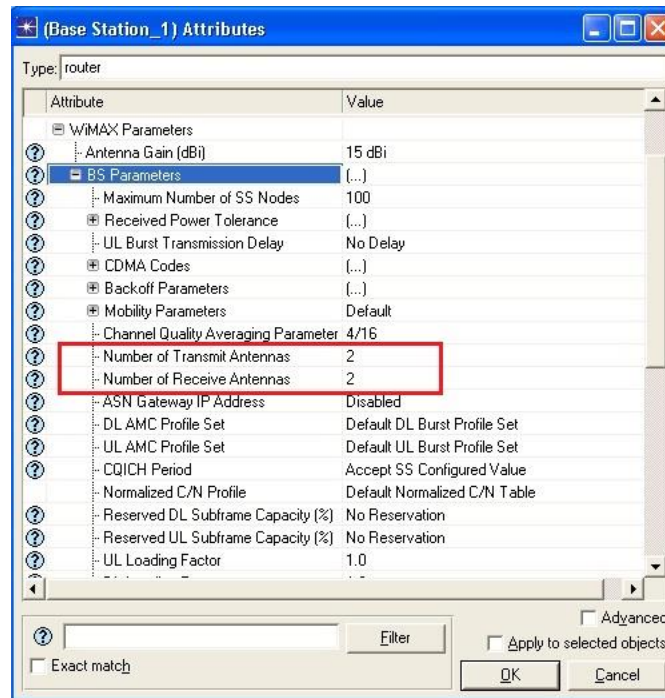 (Base Station_1) Attributes
Type: router
Attribute Value
WiMAX Parameters
Antenna Gain (dBi) 15 dBi
BS Parameters (...)
Maximum Number of SS Nodes 100
Received Power Tolerance (...)
UL Burst Transmission Delay No Delay
CDMA Codes (...)
Backoff Parameters (...)
Mobility Parameters Default
Channel Quality Averaging Parameter 4/16
Number of Transmit Antennas 2
Number of Receive Antennas 2
ASN Gateway IP Address Disabled
DL AMC Profile Set Default DL Burst Profile Set
UL AMC Profile Set Default UL Burst Profile Set
CQICH Period Accept SS Configured Value
Normalized C/N Profile Default Normalized C/N Table
Reserved DL Subframe Capacity (%) No Reservation
Reserved UL Subframe Capacity (%) No Reservation
UL Loading Factor 1.0
Advanced
Filter Apply to selected objects
Exact match OK Cancel